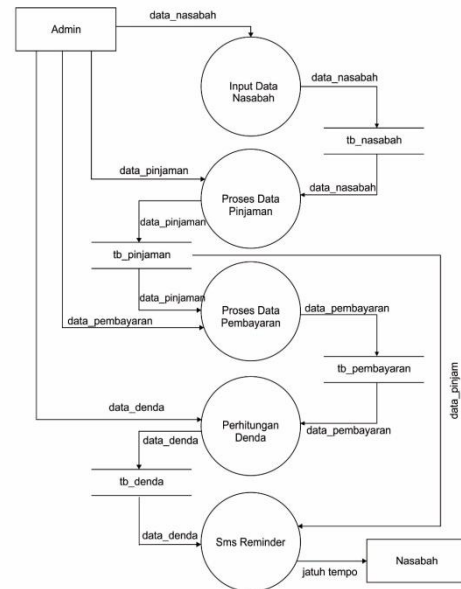 Admin
data_nasabah
Input Data
Nasabah
data_nasabah
tb_nasabah
data_pinjaman
Proses Data
Pinjaman
data_nasabah
data_pinjaman
tb_pinjaman
data_pinjaman
Proses Data
Pembayaran
data_pembayaran
data_pembayaran
tb_pembayaran
data_pinjam
data_denda
Perhitungan
Denda
data_pembayaran
data_denda
tb_denda
data_denda
Sms Reminder
jatuh tempo
Nasabah